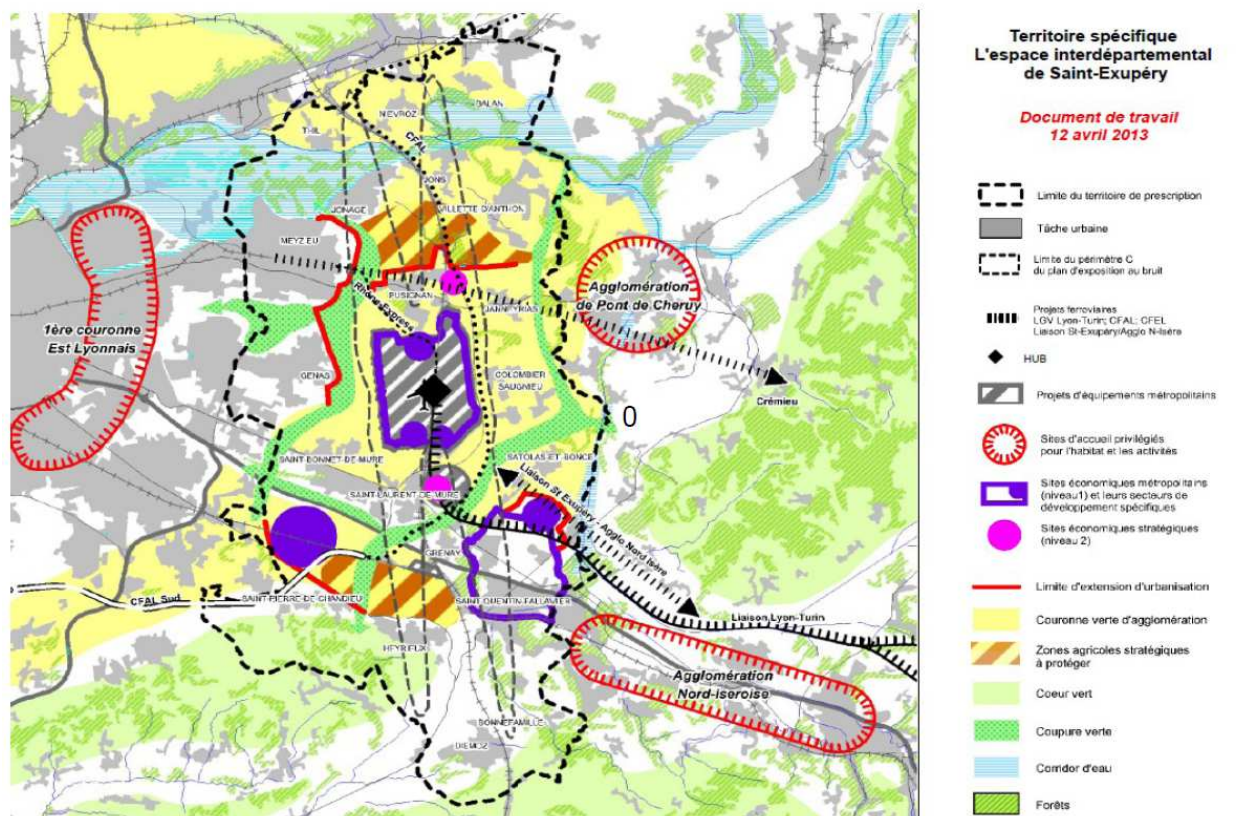 BALAN
NIEVROZ
THIL
CFAL
JONS
VILLETTE D'ANTHON
JONAGE
MEYZIEU
Rhône Express
PUSIGNAN
JANNEYRIAS
Agglomération
de Pont de Cheruy
1ère couronne
Est Lyonnais
GENAS
COLOMBIER
SAUGNIEU
Crémieu
0
SAINT-BONNET-DE-MURE
SATOLAS-ET-BONCE
SAINT-LAURENT-DE-MURE
Liaison St Exupéry - Agglo Nord Isère
GRENAY
CFAL Sud
SAINT-PIERRE-DE-CHANDIEU
SAINT QUENTIN-FALLAVIER
Liaison Lyon-Turin
HEYRIEUX
Agglomération
Nord-Iseroise
BONNEFAMILLE
DIEMOZ
Territoire spécifique
L'espace interdépartemental
de Saint-Exupéry
Document de travail
12 avril 2013
Limite du territoire de prescription
Tâche urbaine
Limite du périmètre C
du plan d'exposition au bruit
Projets ferroviaires
LGV Lyon-Turin; CFAL; CFEL
Liaison St-Exupéry/Agglo N-Isère
HUB
Projets d'équipements métropolitains
Sites d'accueil privilégiés
pour l'habitat et les activités
Sites économiques métropolitains
(niveau1) et leurs secteurs de
développement spécifiques
Sites économiques stratégiques
(niveau 2)
Limite d'extension d'urbanisation
Couronne verte d'agglomération
Zones agricoles stratégiques
à protéger
Coeur vert
Coupure verte
Corridor d'eau
Forêts